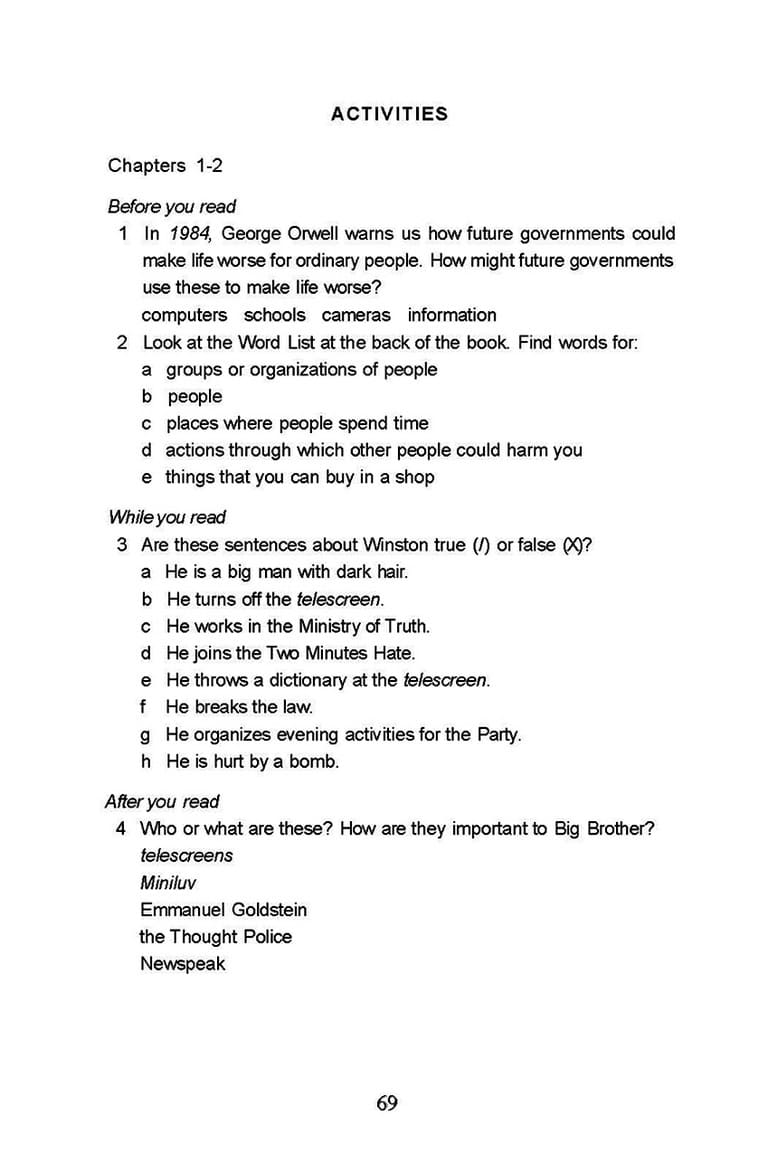 ACTIVITIES
Chapters 1-2
Before you read
1 In 1984, George Orwell warns us how future governments could
make life worse for ordinary people. How might future governments
use these to make life worse?
computers schools cameras information
2 Look at the Word List at the back of the book. Find words for:
a groups or organizations of people
b people
c places where people spend time
d actions through which other people could harm you
e things that you can buy in a shop
While you read
3 Are these sentences about Winston true (/) or false (X)?
a He is a big man with dark hair.
b He turns off the telescreen.
c He works in the Ministry of Truth.
d He joins the Two Minutes Hate.
e He throws a dictionary at the telescreen.
f He breaks the law.
g He organizes evening activities for the Party.
h He is hurt by a bomb.
After you read
4 Who or what are these? How are they important to Big Brother?
telescreens
Miniluv
Emmanuel Goldstein
the Thought Police
Newspeak
69